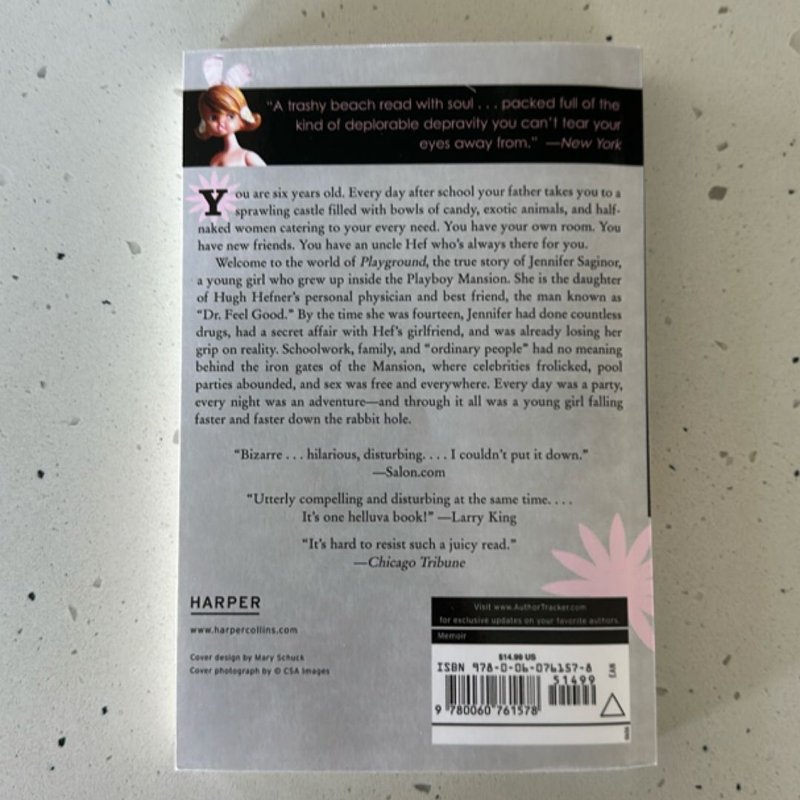 "A trashy beach read with soul . . . packed full of the
kind of deplorable depravity you can't tear your
eyes away from." —New York
You are six years old. Every day after school your father takes you to a
sprawling castle filled with bowls of candy, exotic animals, and half-
naked women catering to your every need. You have your own room. You
have new friends. You have an uncle Hef who's always there for you.
Welcome to the world of Playground, the true story of Jennifer Saginor,
a young girl who grew up inside the Playboy Mansion. She is the daughter
of Hugh Hefner's personal physician and best friend, the man known as
"Dr. Feel Good." By the time she was fourteen, Jennifer had done countless
drugs, had a secret affair with Hef's girlfriend, and was already losing her
grip on reality. Schoolwork, family, and "ordinary people" had no meaning
behind the iron gates of the Mansion, where celebrities frolicked, pool
parties abounded, and sex was free and everywhere. Every day was a party,
every night was an adventure—and through it all was a young girl falling
faster and faster down the rabbit hole.
"Bizarre . . . hilarious, disturbing. . . . I couldn't put it down."
—Salon.com
"Utterly compelling and disturbing at the same time. . . .
It's one helluva book!" —Larry King
"It's hard to resist such a juicy read."
—Chicago Tribune
HARPER
www.harpercollins.com
Cover design by Mary Schuck
Cover photograph by © CSA Images
Visit www.AuthorTracker.com
for exclusive updates on your favorite authors.
Memoir
$14.99 US
ISBN 978-0-06-076157-8
51499
EAN
9 780060 761578